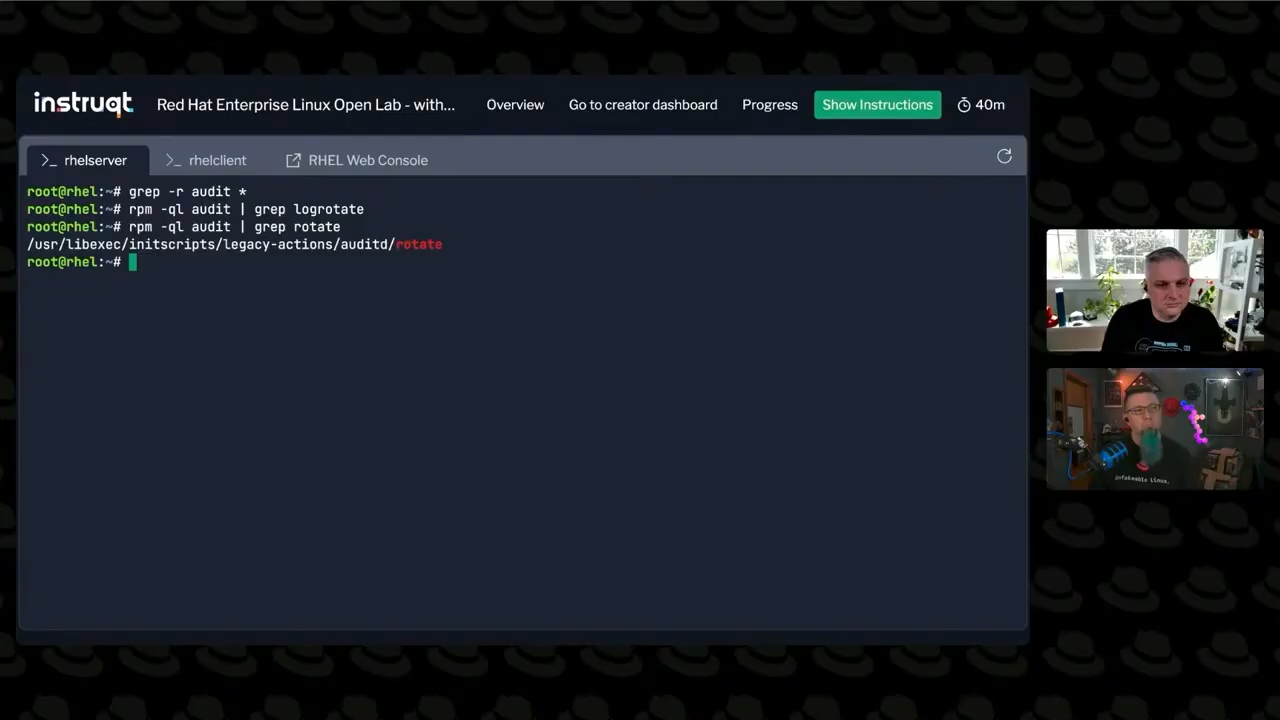 instruqt
Red Hat Enterprise Linux Open Lab - with...
Overview
Go to creator dashboard
Progress
Show Instructions
40m
>_ rhelserver
>_ rhelclient
RHEL Web Console
root@rhel:~# grep -r audit *
root@rhel:~# rpm -ql audit | grep logrotate
root@rhel:~# rpm -ql audit | grep rotate
/usr/libexec/initscripts/legacy-actions/auditd/rotate
root@rhel:~#
Linux.